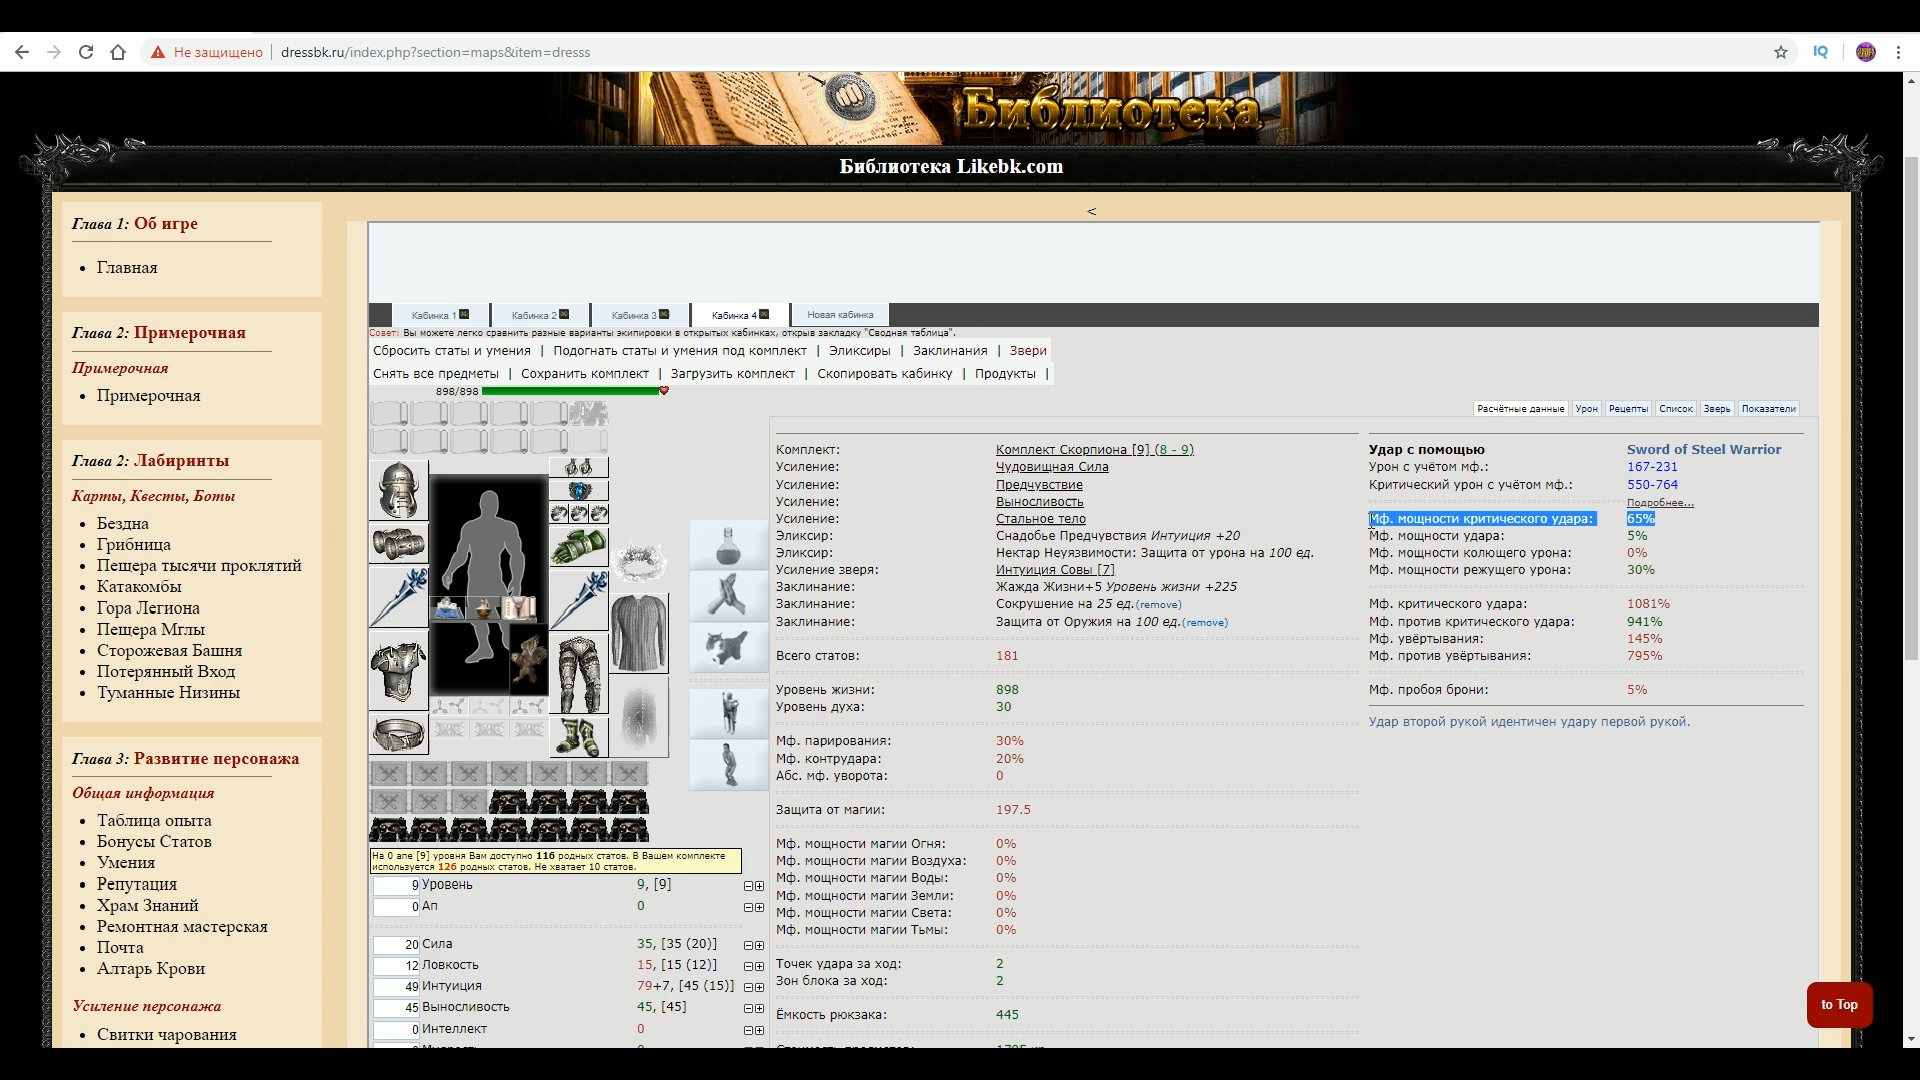 Не защищено
dressbk.ru/index.php?section=maps&item=dresss
IQ
Библиотека
Библиотека Likebk.com
<
Глава 1: Об игре
Главная
Глава 2: Примерочная
Примерочная
Примерочная
Глава 2: Лабиринты
Карты, Квесты, Боты
Бездна
Грибница
Пещера тысячи проклятий
Катакомбы
Гора Легиона
Пещера Мглы
Сторожевая Башня
Потерянный Вход
Туманные Низины
Глава 3: Развитие персонажа
Общая информация
Таблица опыта
Бонусы Статов
Умения
Репутация
Храм Знаний
Ремонтная мастерская
Почта
Алтарь Крови
Усиление персонажа
Свитки чарования
Кабинка 1 Кабинка 2 Кабинка 3 Кабинка 4 Новая кабинка
Совет: Вы можете легко сравнить разные варианты экипировки в открытых кабинках, открыв закладку "Сводная таблица".
Сбросить статы и умения | Подогнать статы и умения под комплект | Эликсиры | Заклинания | Звери
Снять все предметы | Сохранить комплект | Загрузить комплект | Скопировать кабинку | Продукты |
898/898
Расчётные данные Урон Рецепты Список Зверь Показатели
На 0 апе [9] уровня Вам доступно 116 родных статов. В Вашем комплекте
используется 126 родных статов. Не хватает 10 статов.
9 Уровень 9, [9]
0 Ап 0
20 Сила 35, [35 (20)]
12 Ловкость 15, [15 (12)]
49 Интуиция 79+7, [45 (15)]
45 Выносливость 45, [45]
0 Интеллект 0
Комплект: Комплект Скорпиона [9] (8 - 9)
Усиление: Чудовищная Сила
Усиление: Предчувствие
Усиление: Выносливость
Усиление: Стальное тело
Эликсир: Снадобье Предчувствия Интуиция +20
Эликсир: Нектар Неуязвимости: Защита от урона на 100 ед.
Усиление зверя: Интуиция Совы [7]
Заклинание: Жажда Жизни+5 Уровень жизни +225
Заклинание: Сокрушение на 25 ед.(remove)
Заклинание: Защита от Оружия на 100 ед.(remove)
Всего статов: 181
Уровень жизни: 898
Уровень духа: 30
Мф. парирования: 30%
Мф. контрудара: 20%
Абс. мф. уворота: 0
Защита от магии: 197.5
Мф. мощности магии Огня: 0%
Мф. мощности магии Воздуха: 0%
Мф. мощности магии Воды: 0%
Мф. мощности магии Земли: 0%
Мф. мощности магии Света: 0%
Мф. мощности магии Тьмы: 0%
Точек удара за ход: 2
Зон блока за ход: 2
Ёмкость рюкзака: 445
Удар с помощью Sword of Steel Warrior
Урон с учётом мф.: 167-231
Критический урон с учётом мф.: 550-764
Подробнее...
Мф. мощности критического удара: 65%
Мф. мощности удара: 5%
Мф. мощности колющего урона: 0%
Мф. мощности режущего урона: 30%
Мф. критического удара: 1081%
Мф. против критического удара: 941%
Мф. увёртывания: 145%
Мф. против увёртывания: 795%
Мф. пробоя брони: 5%
Удар второй рукой идентичен удару первой рукой.
to Top